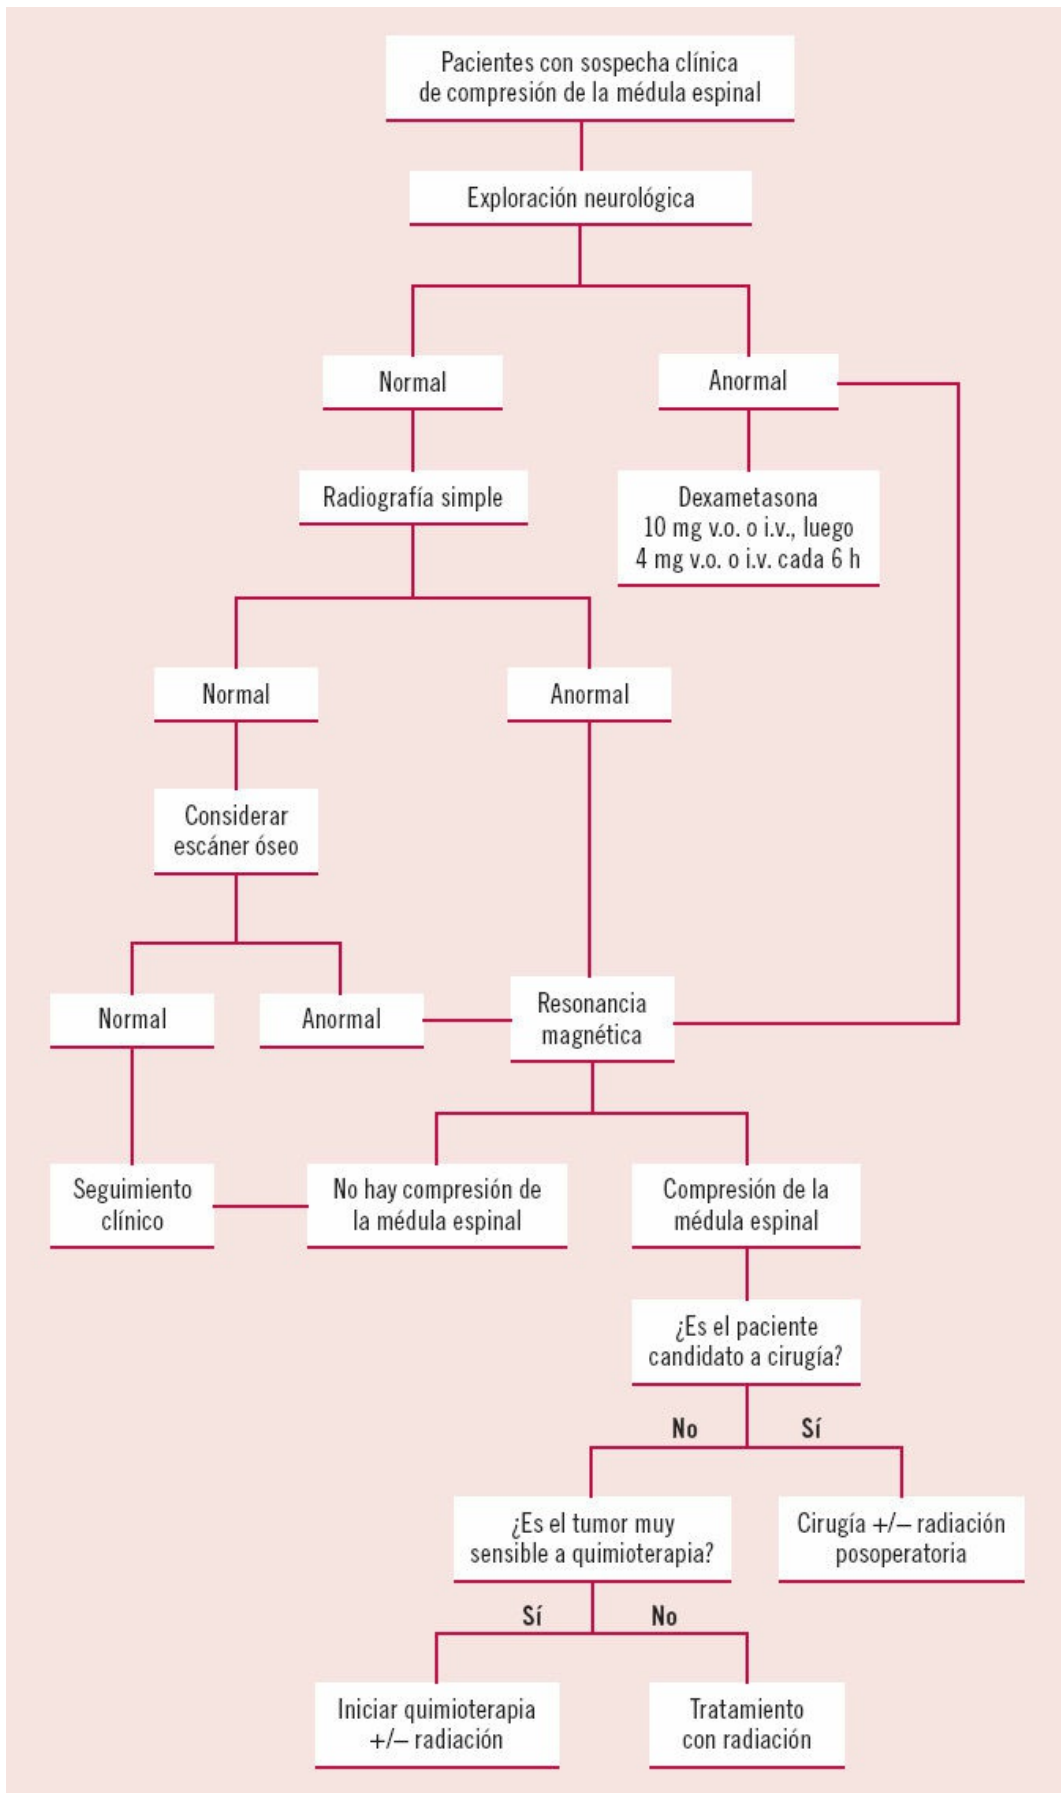 Pacientes con sospecha clínica
de compresión de la médula espinal
Exploración neurológica
Normal
Anormal
Radiografía simple
Dexametasona
10 mg v.o. o i.v., luego
4 mg v.o. o i.v. cada 6 h
Normal
Anormal
Considerar
escáner óseo
Normal
Anormal
Resonancia
magnética
Seguimiento
clínico
No hay compresión de
la médula espinal
Compresión de la
médula espinal
¿Es el paciente
candidato a cirugía?
No
Sí
¿Es el tumor muy
sensible a quimioterapia?
Cirugía +/– radiación
posoperatoria
Sí
No
Iniciar quimioterapia
+/– radiación
Tratamiento
con radiación